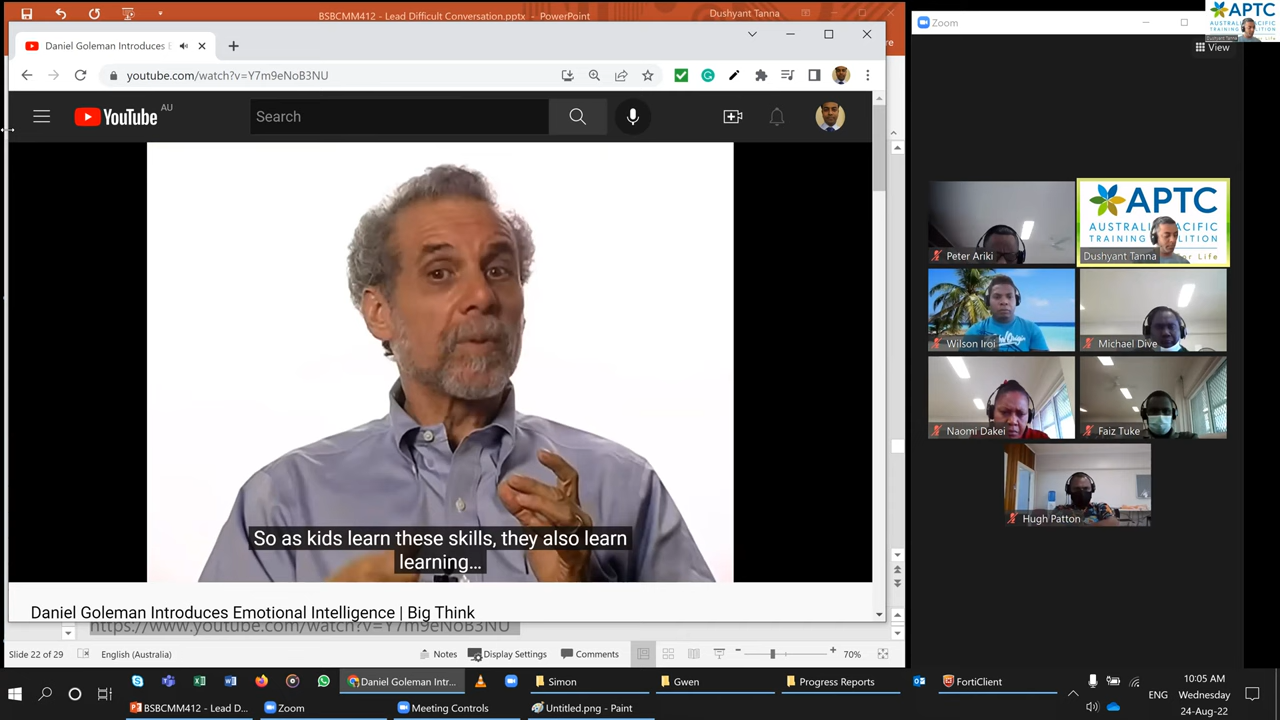 BSBCMM412 - Lead Difficult Conversation.pptx - PowerPoint
Dushyant Tanna
Daniel Goleman Introduces E
youtube.com/watch?v=Y7m9eNoB3NU
YouTube AU
Search
So as kids learn these skills, they also learn
learning…
Daniel Goleman Introduces Emotional Intelligence | Big Think
https://www.youtube.com/watch?v=Y7m9eNoB3NU
Slide 22 of 29
English (Australia)
Notes
Display Settings
Comments
70%
Zoom
APTC
View
Peter Ariki
APTC
AUSTRALIA PACIFIC
TRAINING COALITION
for Life
Dushyant Tanna
Wilson Iroi
Michael Dive
Naomi Dakei
Faiz Tuke
Hugh Patton
Daniel Goleman Intr...
Simon
Gwen
Progress Reports
FortiClient
BSBCMM412 - Lead D...
Zoom
Meeting Controls
Untitled.png - Paint
ENG
10:05 AM
Wednesday
24-Aug-22